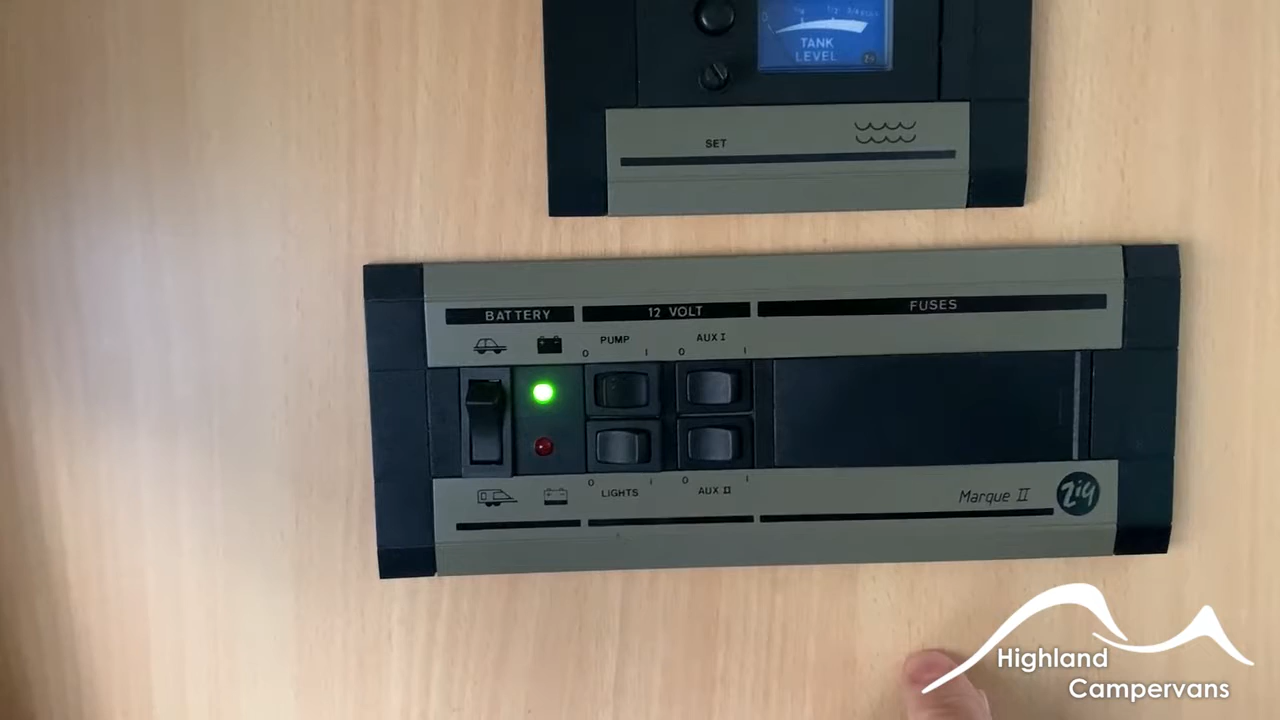 TANK
LEVEL
SET
BATTERY
12 VOLT
FUSES
PUMP
AUX I
0 I
0 I
0 I
LIGHTS
0 I
AUX II
Marque II
Zig
Highland
Campervans